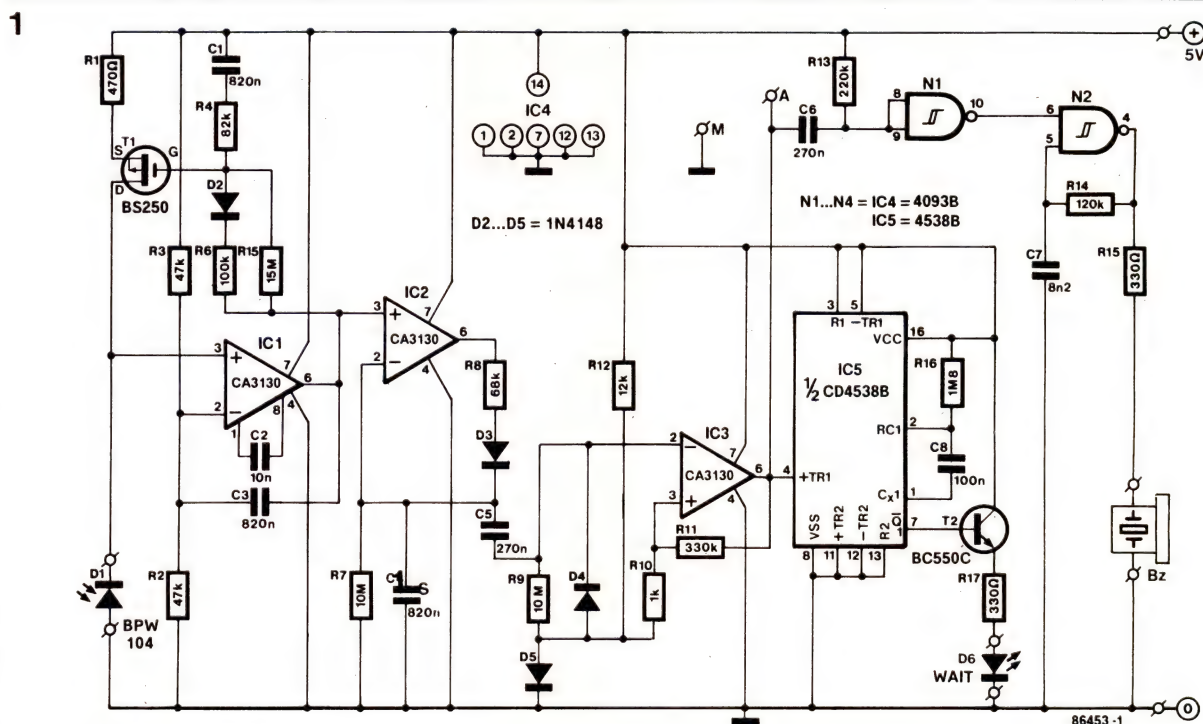 1
R1
470Ω
C1
820n
R4
82k
S
T1
G
D
BS250
D2
R3
47k
R6
100k
R15
15M
IC1
3
+
CA3130
2
−
7
6
4
1
8
C2
10n
C3
820n
D1
BPW
104
R2
47k
14
IC4
1 2 7 12 13
D2...D5 = 1N4148
IC2
3
+
CA3130
2
−
7
6
4
R8
68k
D3
R7
10M
820n
C5
270n
R9
10M
D4
D5
R12
12k
R10
1k
R11
330k
IC3
2
−
CA3130
3
+
7
6
4
A
M
C6
270n
R13
220k
8
9
N1
10
N2
6
5
4
N1...N4 = IC4 = 4093B
IC5 = 4538B
R14
120k
C7
8n2
R15
330Ω
Bz
3 5
R1 −TR1
VCC
16
IC5
½ CD4538B
4
+TR1
RC1
2
Cx1
1
Q1
7
VSS
+TR2
−TR2
R2
8 11 12 13
R16
1M8
C8
100n
T2
BC550C
R17
330Ω
D6
WAIT
+
5V
0
86453-1